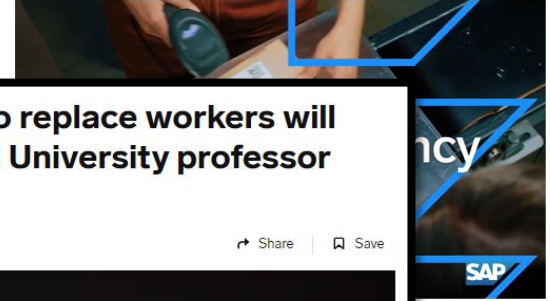 o replace workers will
University professor
ncy
Share
Save
SAP